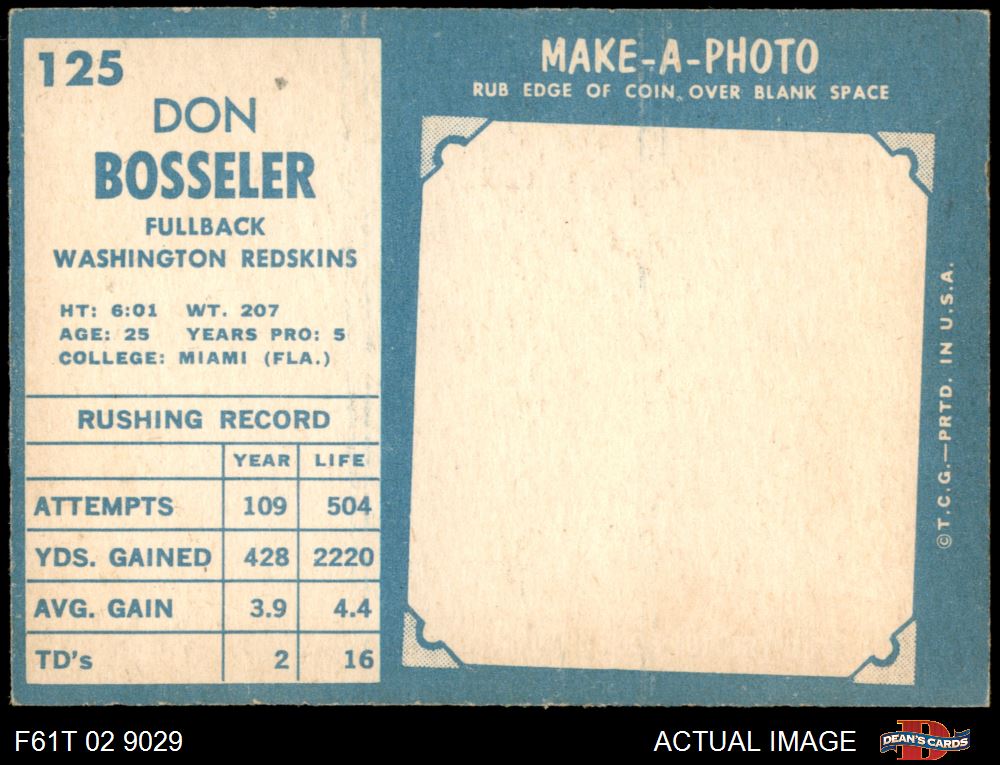 125
DON
BOSSELER
FULLBACK
WASHINGTON REDSKINS
HT: 6:01 WT. 207
AGE: 25 YEARS PRO: 5
COLLEGE: MIAMI (FLA.)
RUSHING RECORD
YEAR LIFE
ATTEMPTS 109 504
YDS. GAINED 428 2220
AVG. GAIN 3.9 4.4
TD's 2 16
MAKE-A-PHOTO
RUB EDGE OF COIN OVER BLANK SPACE
©T.C.G.—PRTD. IN U.S.A.
F61T 02 9029
ACTUAL IMAGE
DEAN'S CARDS